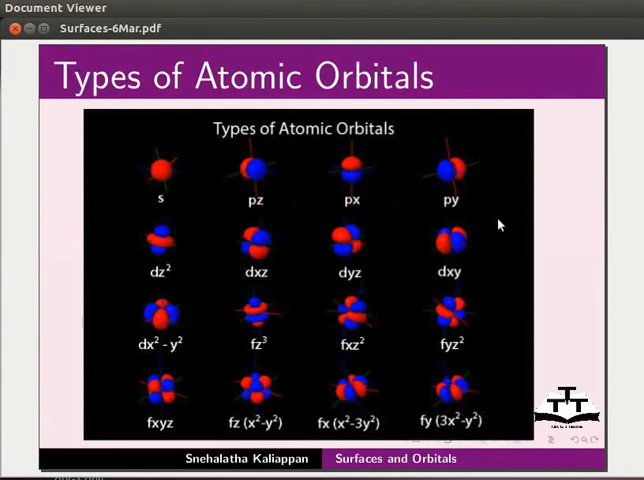 Document Viewer
Surfaces-6Mar.pdf
Types of Atomic Orbitals
Types of Atomic Orbitals
s pz px py
dz² dxz dyz dxy
dx² - y² fz³ fxz² fyz²
fxyz fz (x²-y²) fx (x²-3y²) fy (3x²-y²)
Snehalatha Kaliappan Surfaces and Orbitals